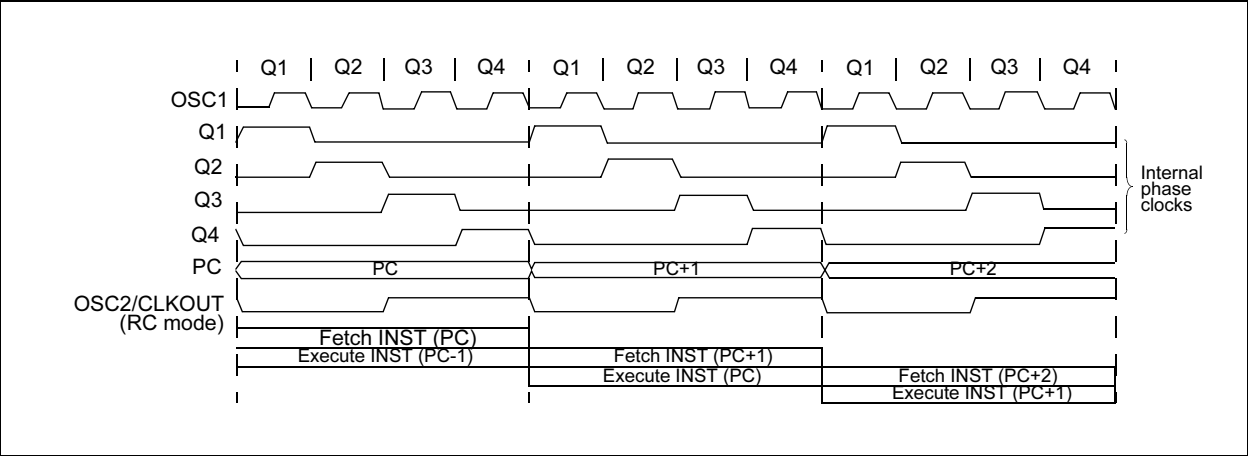 Q1 Q2 Q3 Q4 Q1 Q2 Q3 Q4 Q1 Q2 Q3 Q4
OSC1
Q1
Q2
Q3
Q4
Internal
phase
clocks
PC PC PC+1 PC+2
OSC2/CLKOUT
(RC mode)
Fetch INST (PC)
Execute INST (PC-1) Fetch INST (PC+1)
Execute INST (PC) Fetch INST (PC+2)
Execute INST (PC+1)